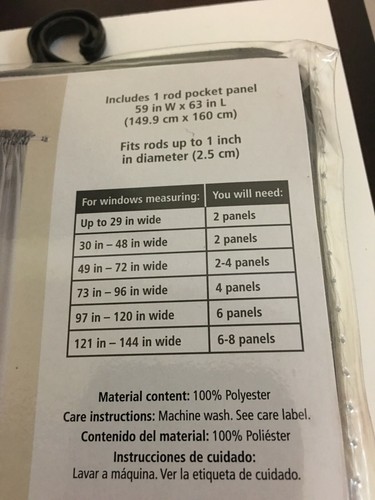 Includes 1 rod pocket panel
59 in W x 63 in L
(149.9 cm x 160 cm)
Fits rods up to 1 inch
in diameter (2.5 cm)
For windows measuring: You will need:
Up to 29 in wide 2 panels
30 in – 48 in wide 2 panels
49 in – 72 in wide 2-4 panels
73 in – 96 in wide 4 panels
97 in – 120 in wide 6 panels
121 in – 144 in wide 6-8 panels
Material content: 100% Polyester
Care instructions: Machine wash. See care label.
Contenido del material: 100% Poliéster
Instrucciones de cuidado:
Lavar a máquina. Ver la etiqueta de cuidado.